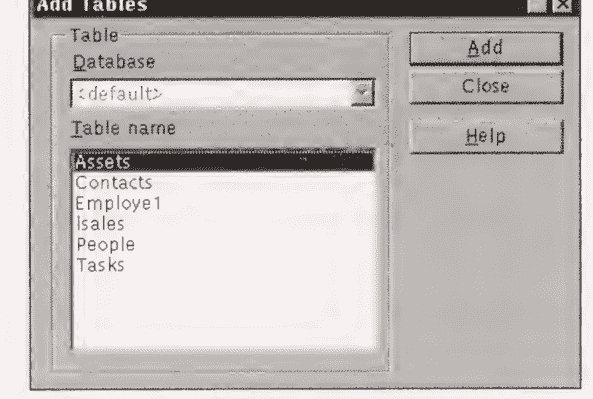 Add Tables
Table
Database
<default>
Table name
Assets
Contacts
Employe1
Isales
People
Tasks
Add
Close
Help